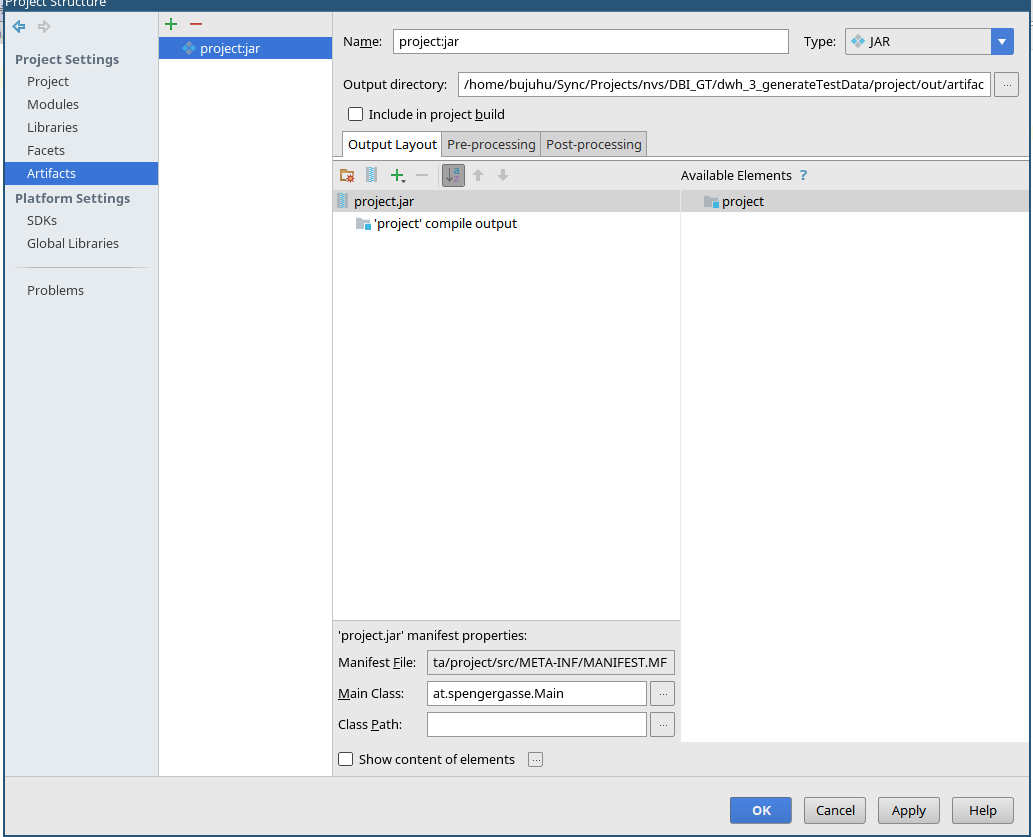 Project Structure
Project Settings
Project
Modules
Libraries
Facets
Artifacts
Platform Settings
SDKs
Global Libraries
Problems
project:jar
Name: project:jar Type: JAR
Output directory: /home/bujuhu/Sync/Projects/nvs/DBI_GT/dwh_3_generateTestData/project/out/artifac ...
Include in project build
Output Layout Pre-processing Post-processing
a z
Available Elements ?
project.jar
'project' compile output
project
'project.jar' manifest properties:
Manifest File: ta/project/src/META-INF/MANIFEST.MF
Main Class: at.spengergasse.Main ...
Class Path: ...
Show content of elements ...
OK Cancel Apply Help